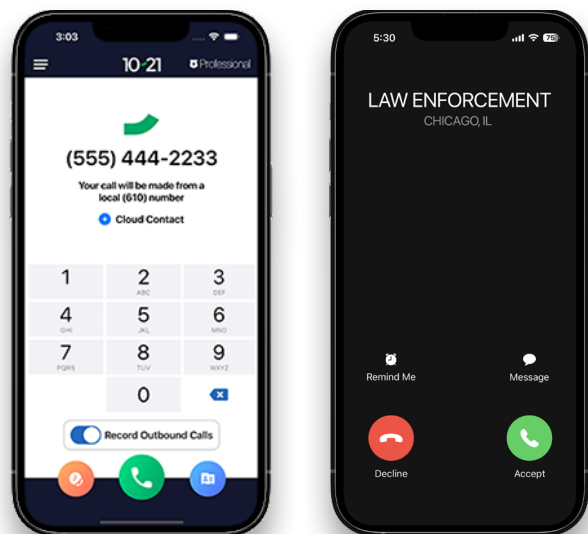 3:03
10-21
Professional
(555) 444-2233
Your call will be made from a
local (610) number
Cloud Contact
1
2
ABC
3
DEF
4
GHI
5
JKL
6
MNO
7
PQRS
8
TUV
9
WXYZ
0
Record Outbound Calls
5:30
75
LAW ENFORCEMENT
CHICAGO, IL
Remind Me
Message
Decline
Accept